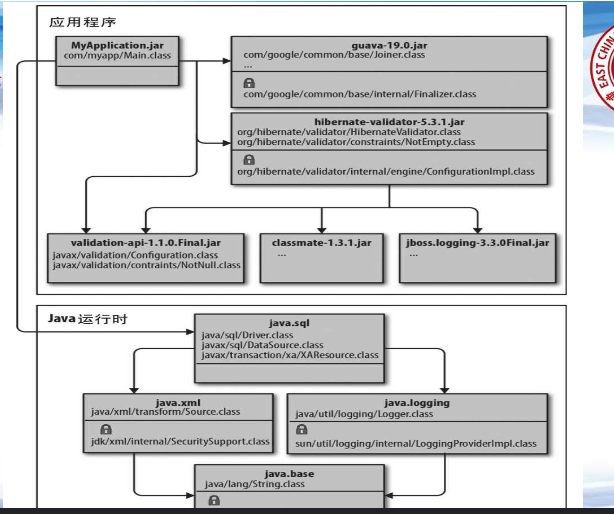 应用程序
MyApplication.jar
com/myapp/Main.class
guava-19.0.jar
com/google/common/base/Joiner.class
...
com/google/common/base/internal/Finalizer.class
hibernate-validator-5.3.1.jar
org/hibernate/validator/HibernateValidator.class
org/hibernate/validator/constraints/NotEmpty.class
org/hibernate/validator/internal/engine/ConfigurationImpl.class
validation-api-1.1.0.Final.jar
javax/validation/Configuration.class
javax/validation/contraints/NotNull.class
classmate-1.3.1.jar
...
jboss.logging-3.3.0Final.jar
...
Java运行时
java.sql
java/sql/Driver.class
javax/sql/DataSource.class
javax/transaction/xa/XAResource.class
java.xml
java/xml/transform/Source.class
jdk/xml/internal/SecuritySupport.class
java.logging
java/util/logging/Logger.class
sun/util/logging/internal/LoggingProviderImpl.class
java.base
java/lang/String.class
EAST CHIN